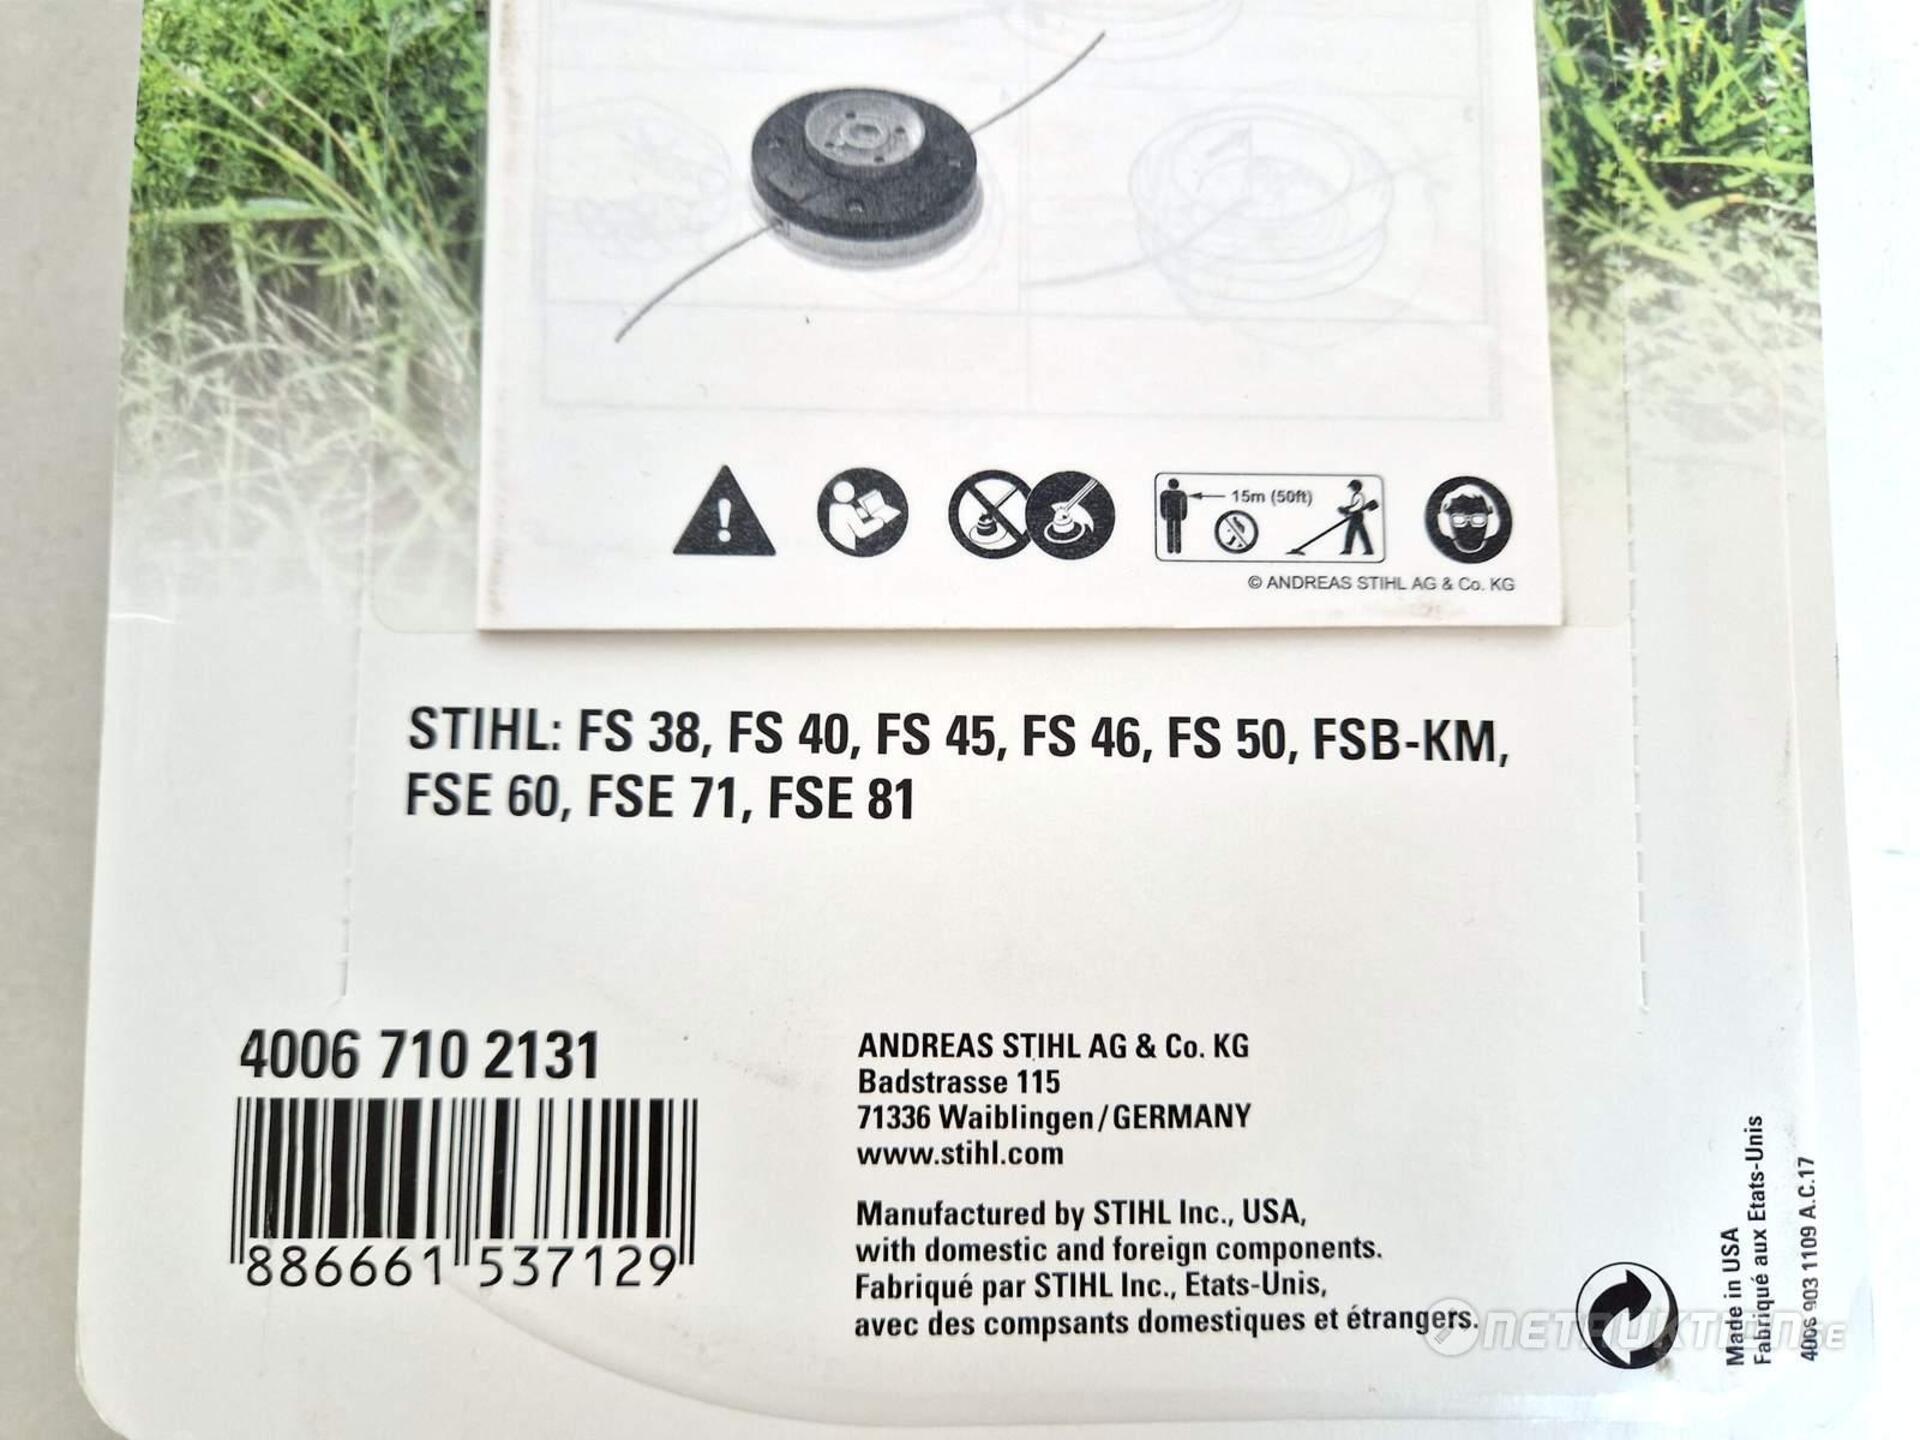 15m (50ft)
© ANDREAS STIHL AG & Co. KG
STIHL: FS 38, FS 40, FS 45, FS 46, FS 50, FSB-KM,
FSE 60, FSE 71, FSE 81
4006 710 2131
886661 537129
ANDREAS STIHL AG & Co. KG
Badstrasse 115
71336 Waiblingen/GERMANY
www.stihl.com
Manufactured by STIHL Inc., USA,
with domestic and foreign components.
Fabriqué par STIHL Inc., Etats-Unis,
avec des compsants domestiques et étrangers.
Made in USA
Fabriqué aux Etats-Unis
400s 903 1109 A.C.17
NETAUKTION.SE